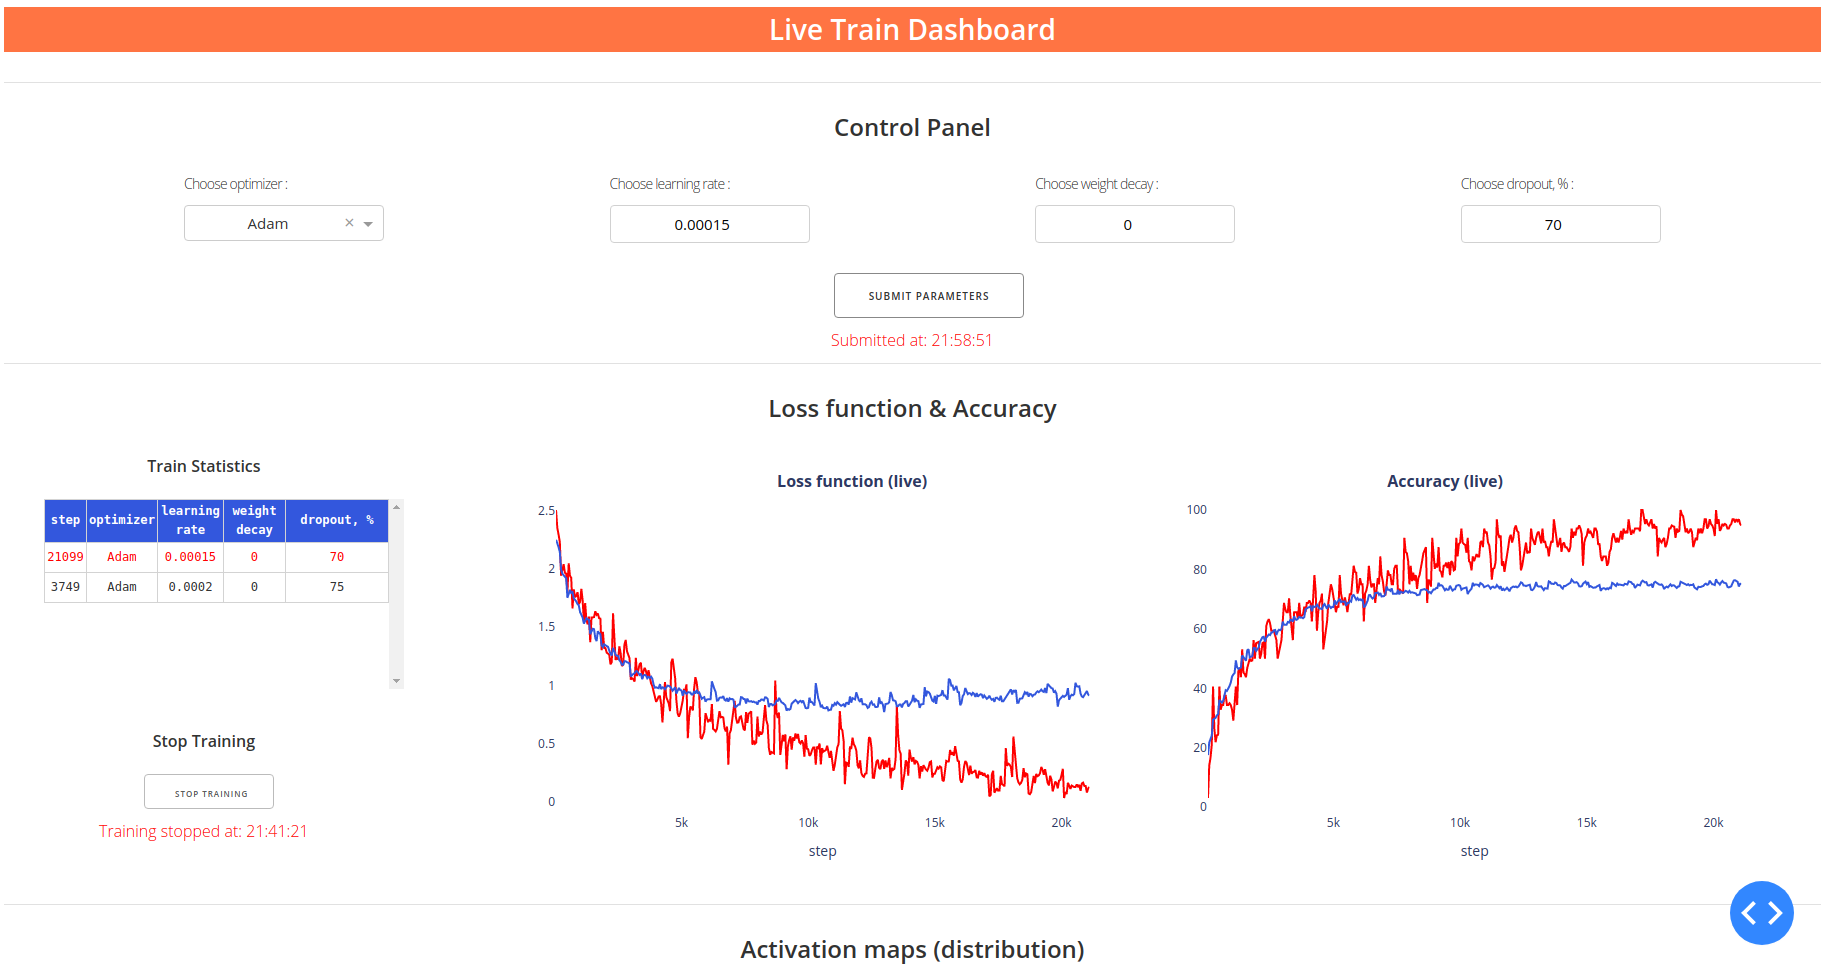 Live Train Dashboard
Control Panel
Choose optimizer :
Choose learning rate :
Choose weight decay :
Choose dropout, % :
Adam × 
0.00015
0
70
SUBMIT PARAMETERS
Submitted at: 21:58:51
Loss function & Accuracy
Train Statistics
step optimizer learning rate weight decay dropout, %
21099 Adam 0.00015 0 70
3749 Adam 0.0002 0 75
Stop Training
STOP TRAINING
Training stopped at: 21:41:21
Loss function (live)
2.5
2
1.5
1
0.5
0
5k 10k 15k 20k
step
Accuracy (live)
100
80
60
40
20
0
5k 10k 15k 20k
step
Activation maps (distribution)